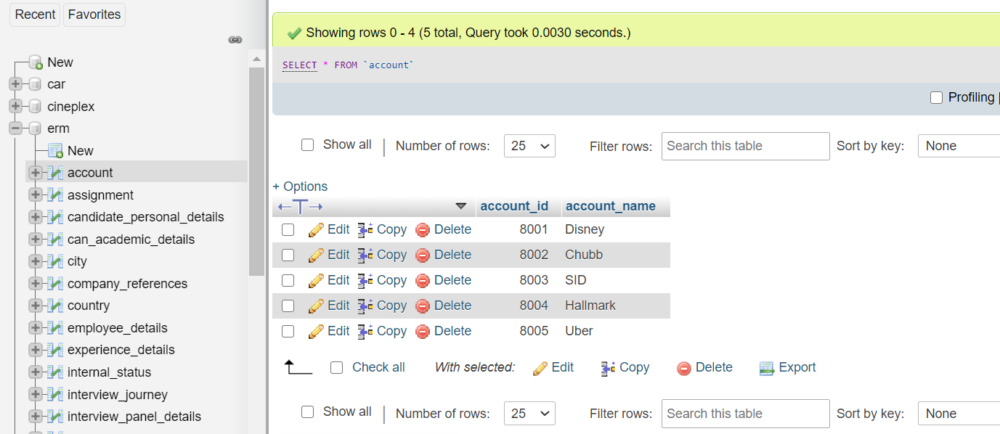 Recent Favorites
New
car
cineplex
erm
New
account
assignment
candidate_personal_details
can_academic_details
city
company_references
country
employee_details
experience_details
internal_status
interview_journey
interview_panel_details
Showing rows 0 - 4 (5 total, Query took 0.0030 seconds.)
SELECT * FROM `account`
Profiling
Show all | Number of rows: 25 Filter rows: Search this table Sort by key: None
+ Options
←T→ account_id account_name
Edit Copy Delete 8001 Disney
Edit Copy Delete 8002 Chubb
Edit Copy Delete 8003 SID
Edit Copy Delete 8004 Hallmark
Edit Copy Delete 8005 Uber
Check all With selected: Edit Copy Delete Export
Show all | Number of rows: 25 Filter rows: Search this table Sort by key: None